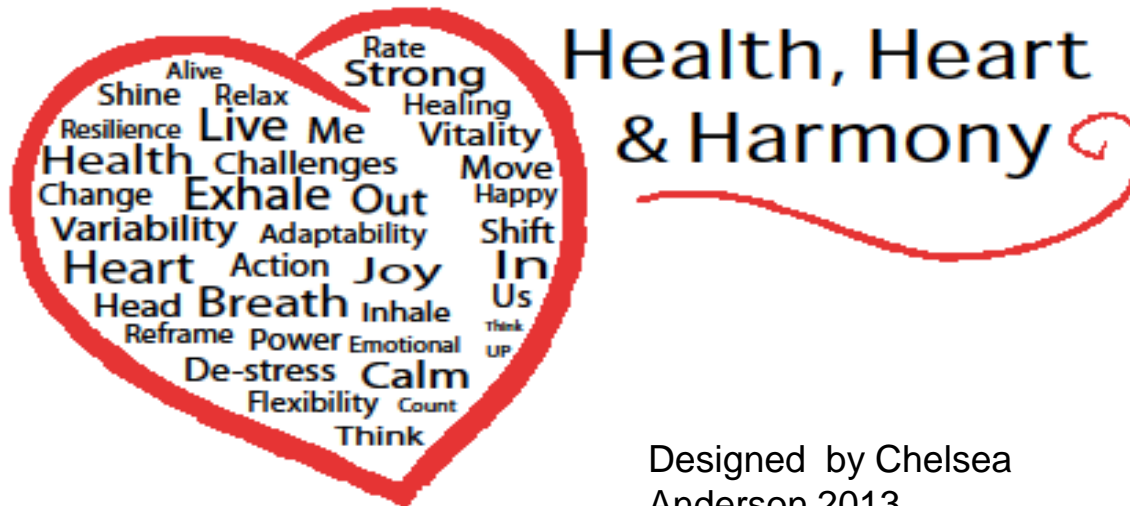 Health, Heart
& Harmony
Rate
Alive Strong
Shine Relax Healing
Resilience Live Me Vitality
Health Challenges Move
Change Exhale Out Happy
Variability Adaptability Shift
Heart Action Joy In
Head Breath Inhale Us
Reframe Power Emotional Think
UP
De-stress Calm
Flexibility Count
Think
Designed by Chelsea
Anderson 2013